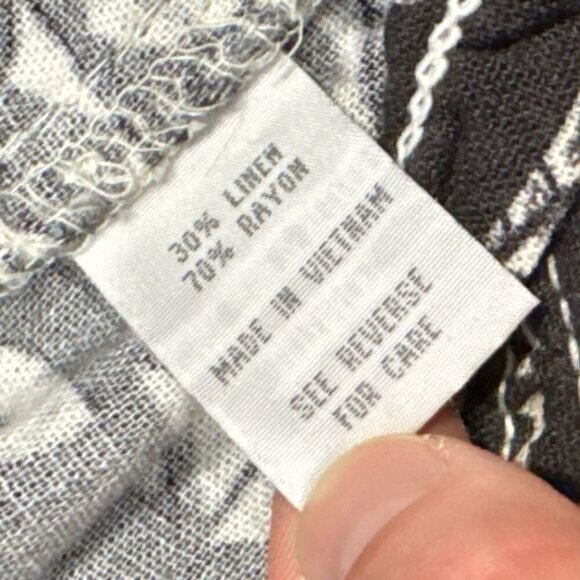 30% LINEN
70% RAYON
MADE IN VIETNAM
SEE REVERSE
FOR CARE